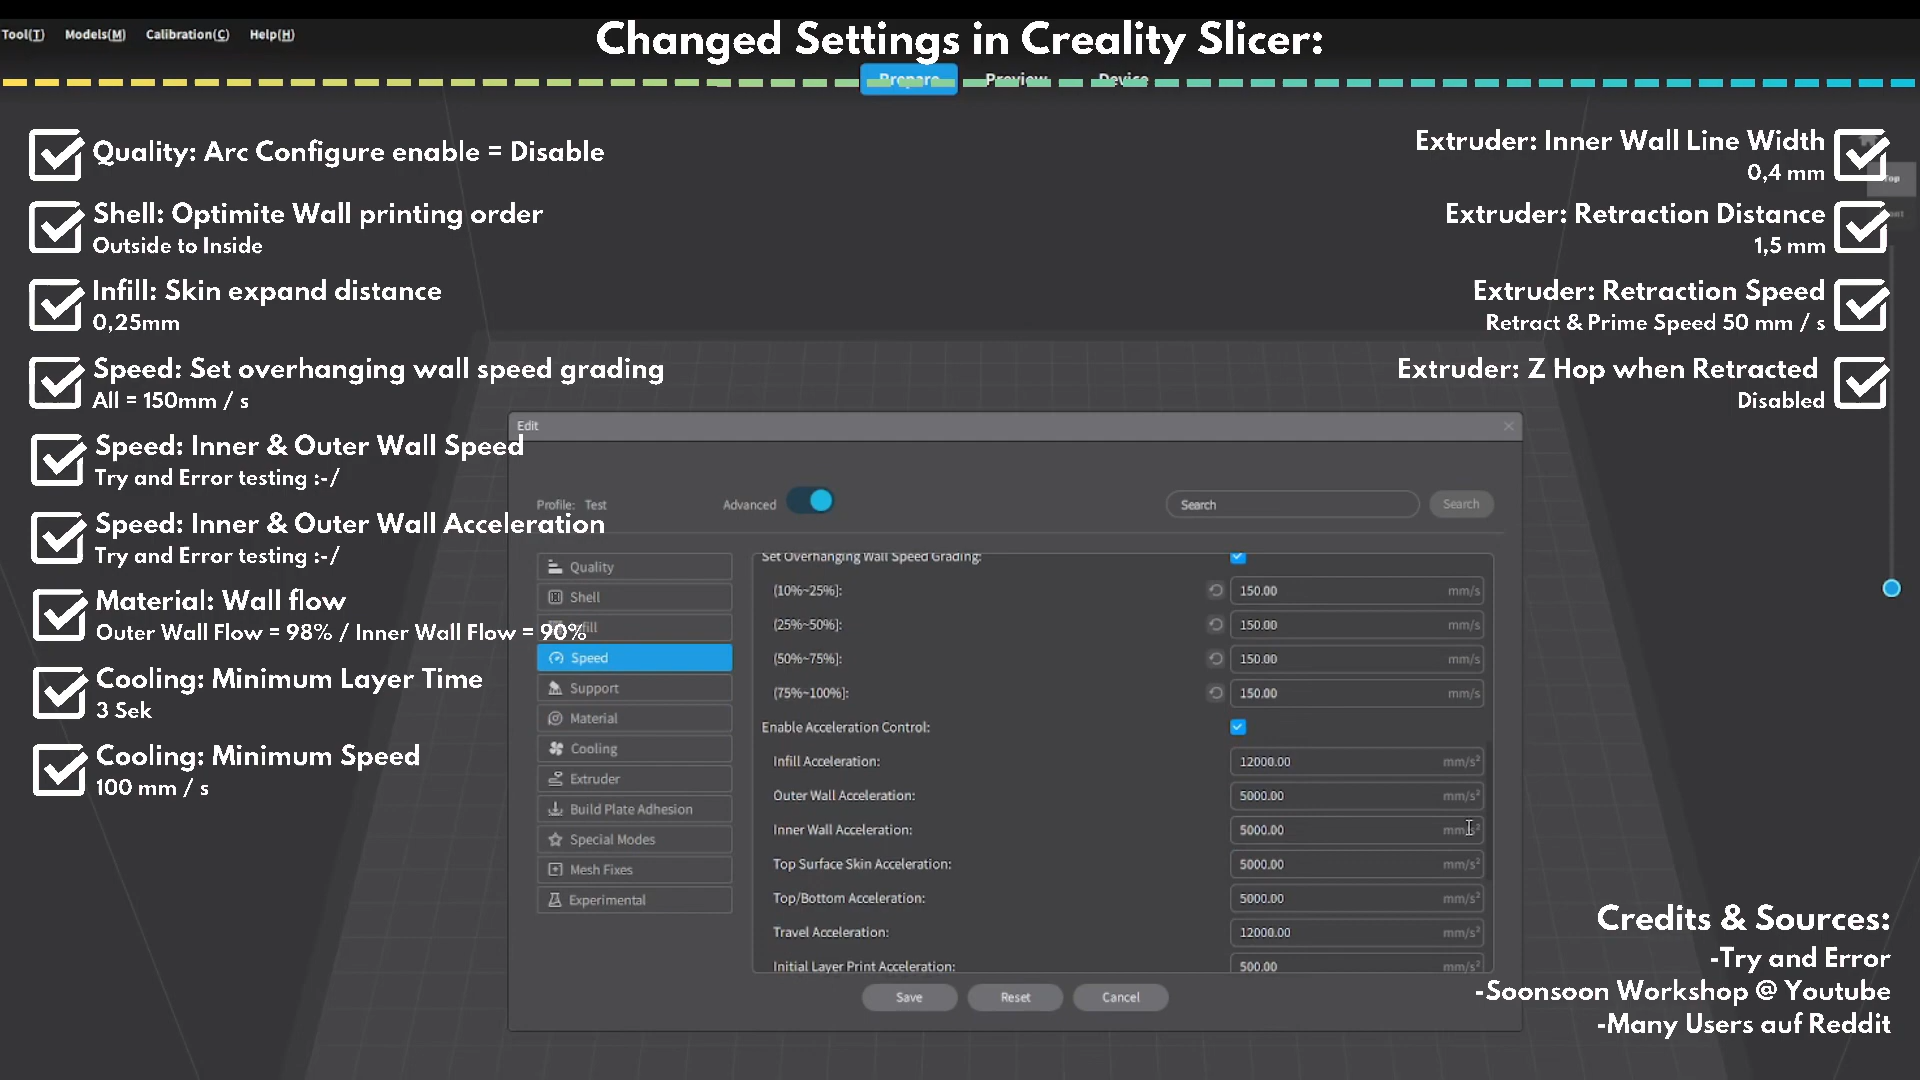 Tool(T) Models(M) Calibration(C) Help(H)
Changed Settings in Creality Slicer:
Prepare Preview Device
Quality: Arc Configure enable = Disable
Shell: Optimite Wall printing order
Outside to Inside
Infill: Skin expand distance
0,25mm
Speed: Set overhanging wall speed grading
All = 150mm / s
Speed: Inner & Outer Wall Speed
Try and Error testing :-/
Speed: Inner & Outer Wall Acceleration
Try and Error testing :-/
Material: Wall flow
Outer Wall Flow = 98% / Inner Wall Flow = 90%
Cooling: Minimum Layer Time
3 Sek
Cooling: Minimum Speed
100 mm / s
Extruder: Inner Wall Line Width
0,4 mm
Extruder: Retraction Distance
1,5 mm
Extruder: Retraction Speed
Retract & Prime Speed 50 mm / s
Extruder: Z Hop when Retracted
Disabled
Top
Edit
Profile: Test
Advanced
Search
Search
Quality
Shell
Speed
Support
Material
Cooling
Extruder
Build Plate Adhesion
Special Modes
Mesh Fixes
Experimental
Set Overhanging Wall Speed Grading:
(10%~25%]: 150.00 mm/s
(25%~50%]: 150.00 mm/s
(50%~75%]: 150.00 mm/s
(75%~100%]: 150.00 mm/s
Enable Acceleration Control:
Infill Acceleration: 12000.00 mm/s²
Outer Wall Acceleration: 5000.00 mm/s²
Inner Wall Acceleration: 5000.00 mm/s²
Top Surface Skin Acceleration: 5000.00 mm/s²
Top/Bottom Acceleration: 5000.00 mm/s²
Travel Acceleration: 12000.00 mm/s²
Initial Layer Print Acceleration: 500.00 mm/s²
Save Reset Cancel
Credits & Sources:
-Try and Error
-Soonsoon Workshop @ Youtube
-Many Users auf Reddit